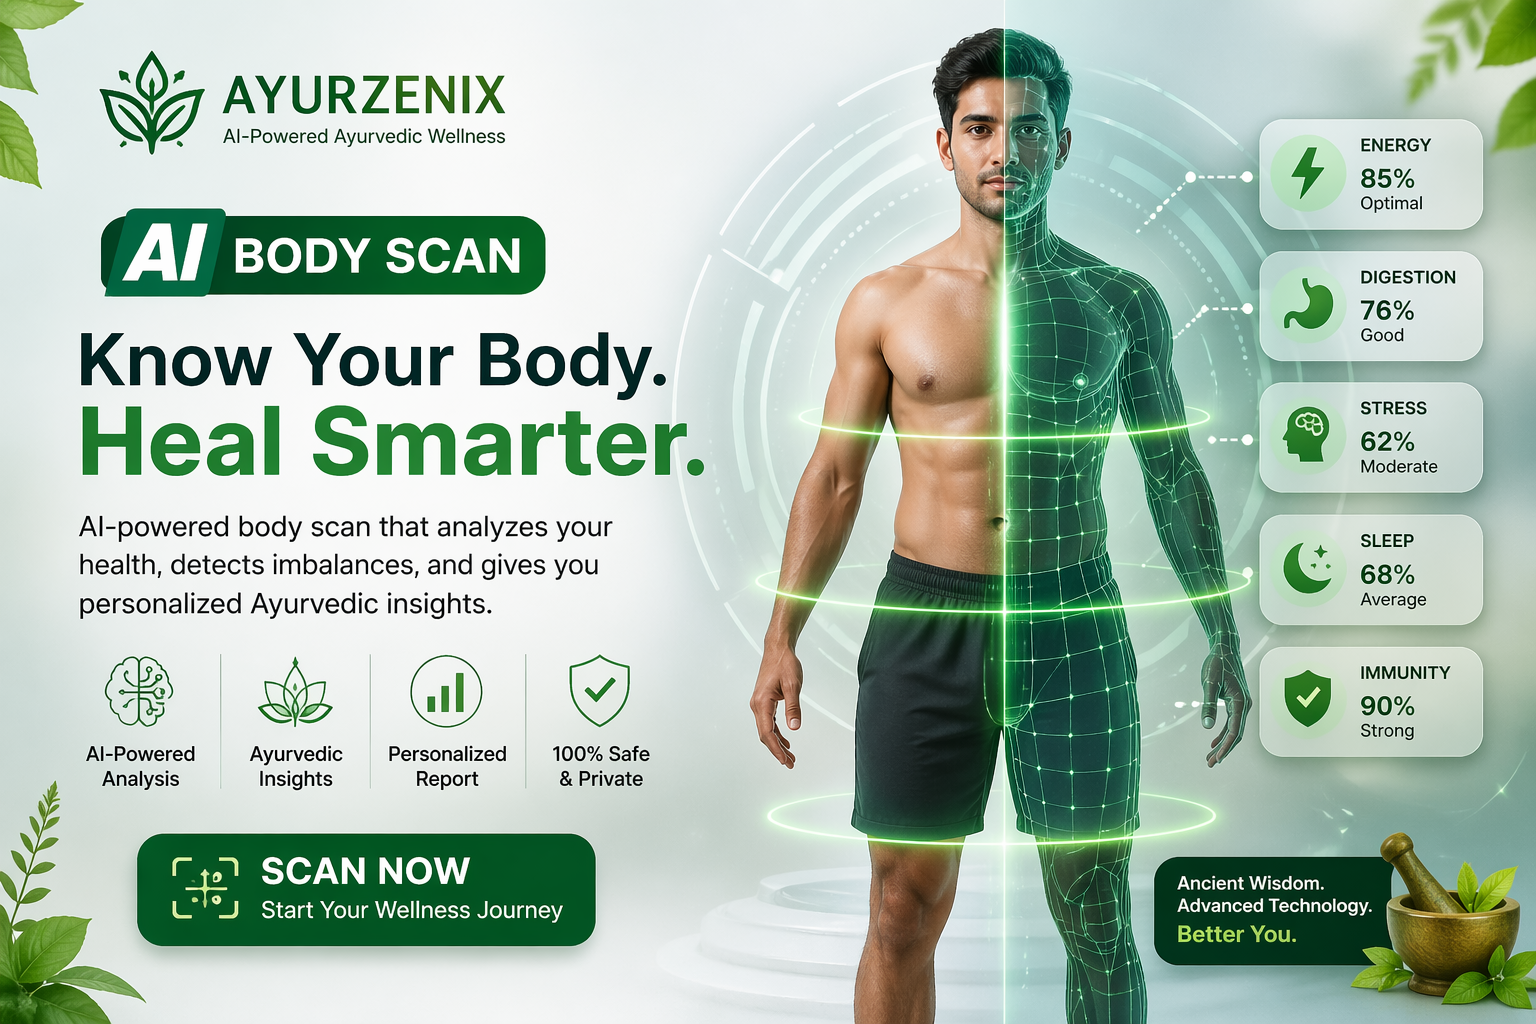 AYURZENIX
AI-Powered Ayurvedic Wellness
AI BODY SCAN
Know Your Body.
Heal Smarter.
AI-powered body scan that analyzes your
health, detects imbalances, and gives you
personalized Ayurvedic insights.
AI-Powered
Analysis
Ayurvedic
Insights
Personalized
Report
100% Safe
& Private
SCAN NOW
Start Your Wellness Journey
ENERGY
85%
Optimal
DIGESTION
76%
Good
STRESS
62%
Moderate
SLEEP
68%
Average
IMMUNITY
90%
Strong
Ancient Wisdom.
Advanced Technology.
Better You.